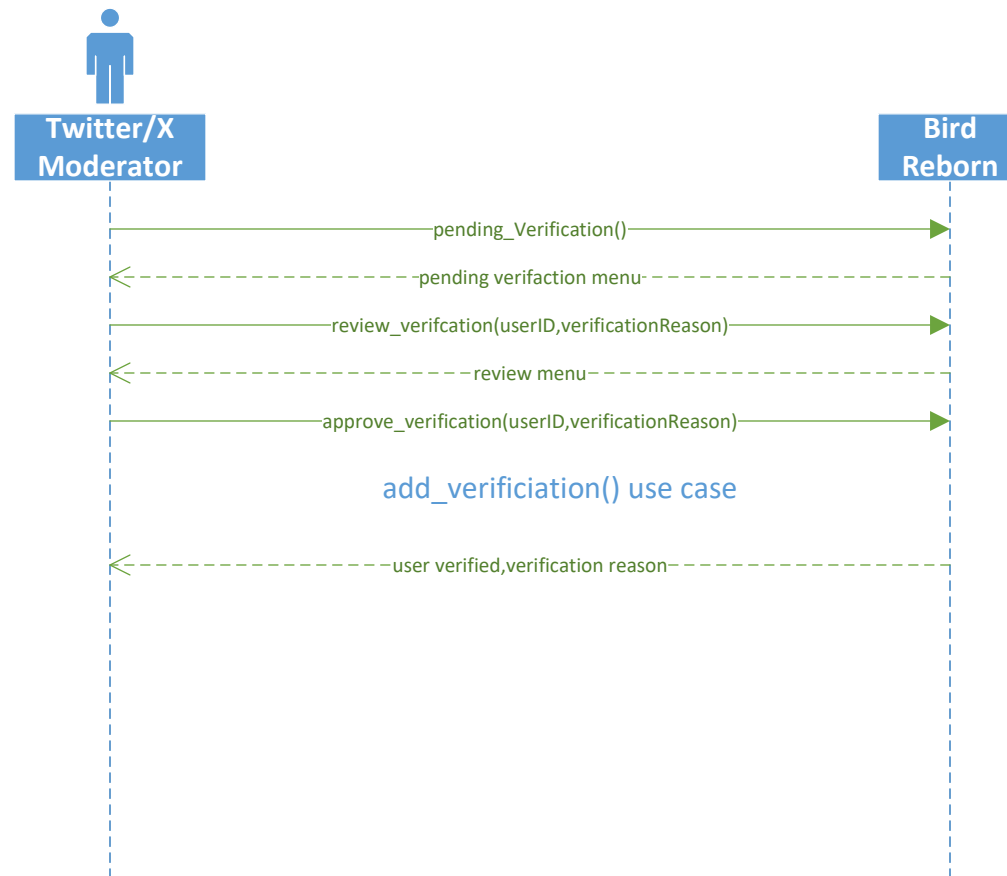 Twitter/X
Moderator
Bird
Reborn
pending_Verification()
pending verifaction menu
review_verifcation(userID,verificationReason)
review menu
approve_verification(userID,verificationReason)
add_verificiation() use case
user verified,verification reason